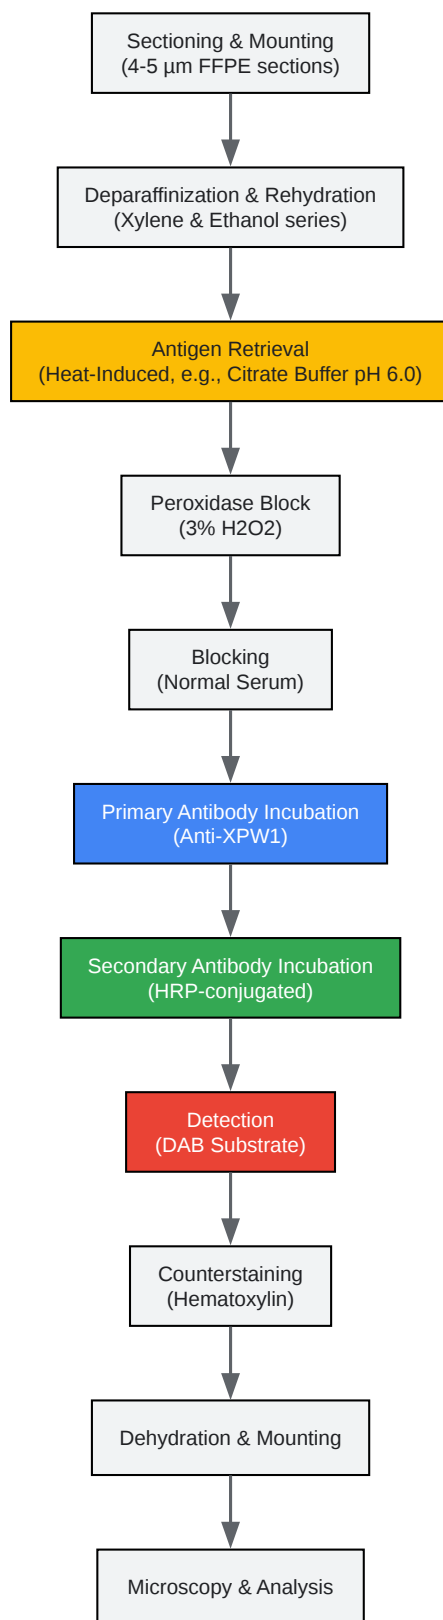 Sectioning & Mounting
(4-5 µm FFPE sections)
Deparaffinization & Rehydration
(Xylene & Ethanol series)
Antigen Retrieval
(Heat-Induced, e.g., Citrate Buffer pH 6.0)
Peroxidase Block
(3% H2O2)
Blocking
(Normal Serum)
Primary Antibody Incubation
(Anti-XPW1)
Secondary Antibody Incubation
(HRP-conjugated)
Detection
(DAB Substrate)
Counterstaining
(Hematoxylin)
Dehydration & Mounting
Microscopy & Analysis